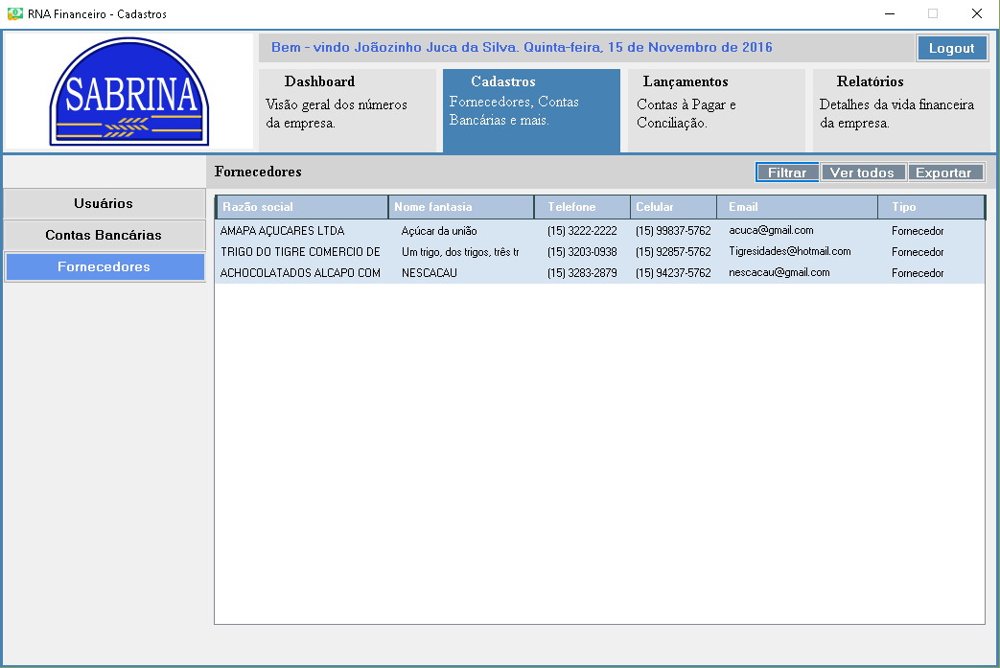 RNA Financeiro - Cadastros
SABRINA
Bem - vindo Joãozinho Juca da Silva. Quinta-feira, 15 de Novembro de 2016
Logout
Dashboard
Visão geral dos números
da empresa.
Cadastros
Fornecedores, Contas
Bancárias e mais.
Lançamentos
Contas à Pagar e
Conciliação.
Relatórios
Detalhes da vida financeira
da empresa.
Usuários
Contas Bancárias
Fornecedores
Fornecedores
Filtrar Ver todos Exportar
Razão social Nome fantasia Telefone Celular Email Tipo
AMAPA AÇUCARES LTDA Açúcar da união (15) 3222-2222 (15) 99837-5762 acuca@gmail.com Fornecedor
TRIGO DO TIGRE COMERCIO DE Um trigo, dos trigos, três tr (15) 3203-0938 (15) 92857-5762 Tigresidades@hotmail.com Fornecedor
ACHOCOLATADOS ALCAPO COM NESCACAU (15) 3283-2879 (15) 94237-5762 nescacau@gmail.com Fornecedor